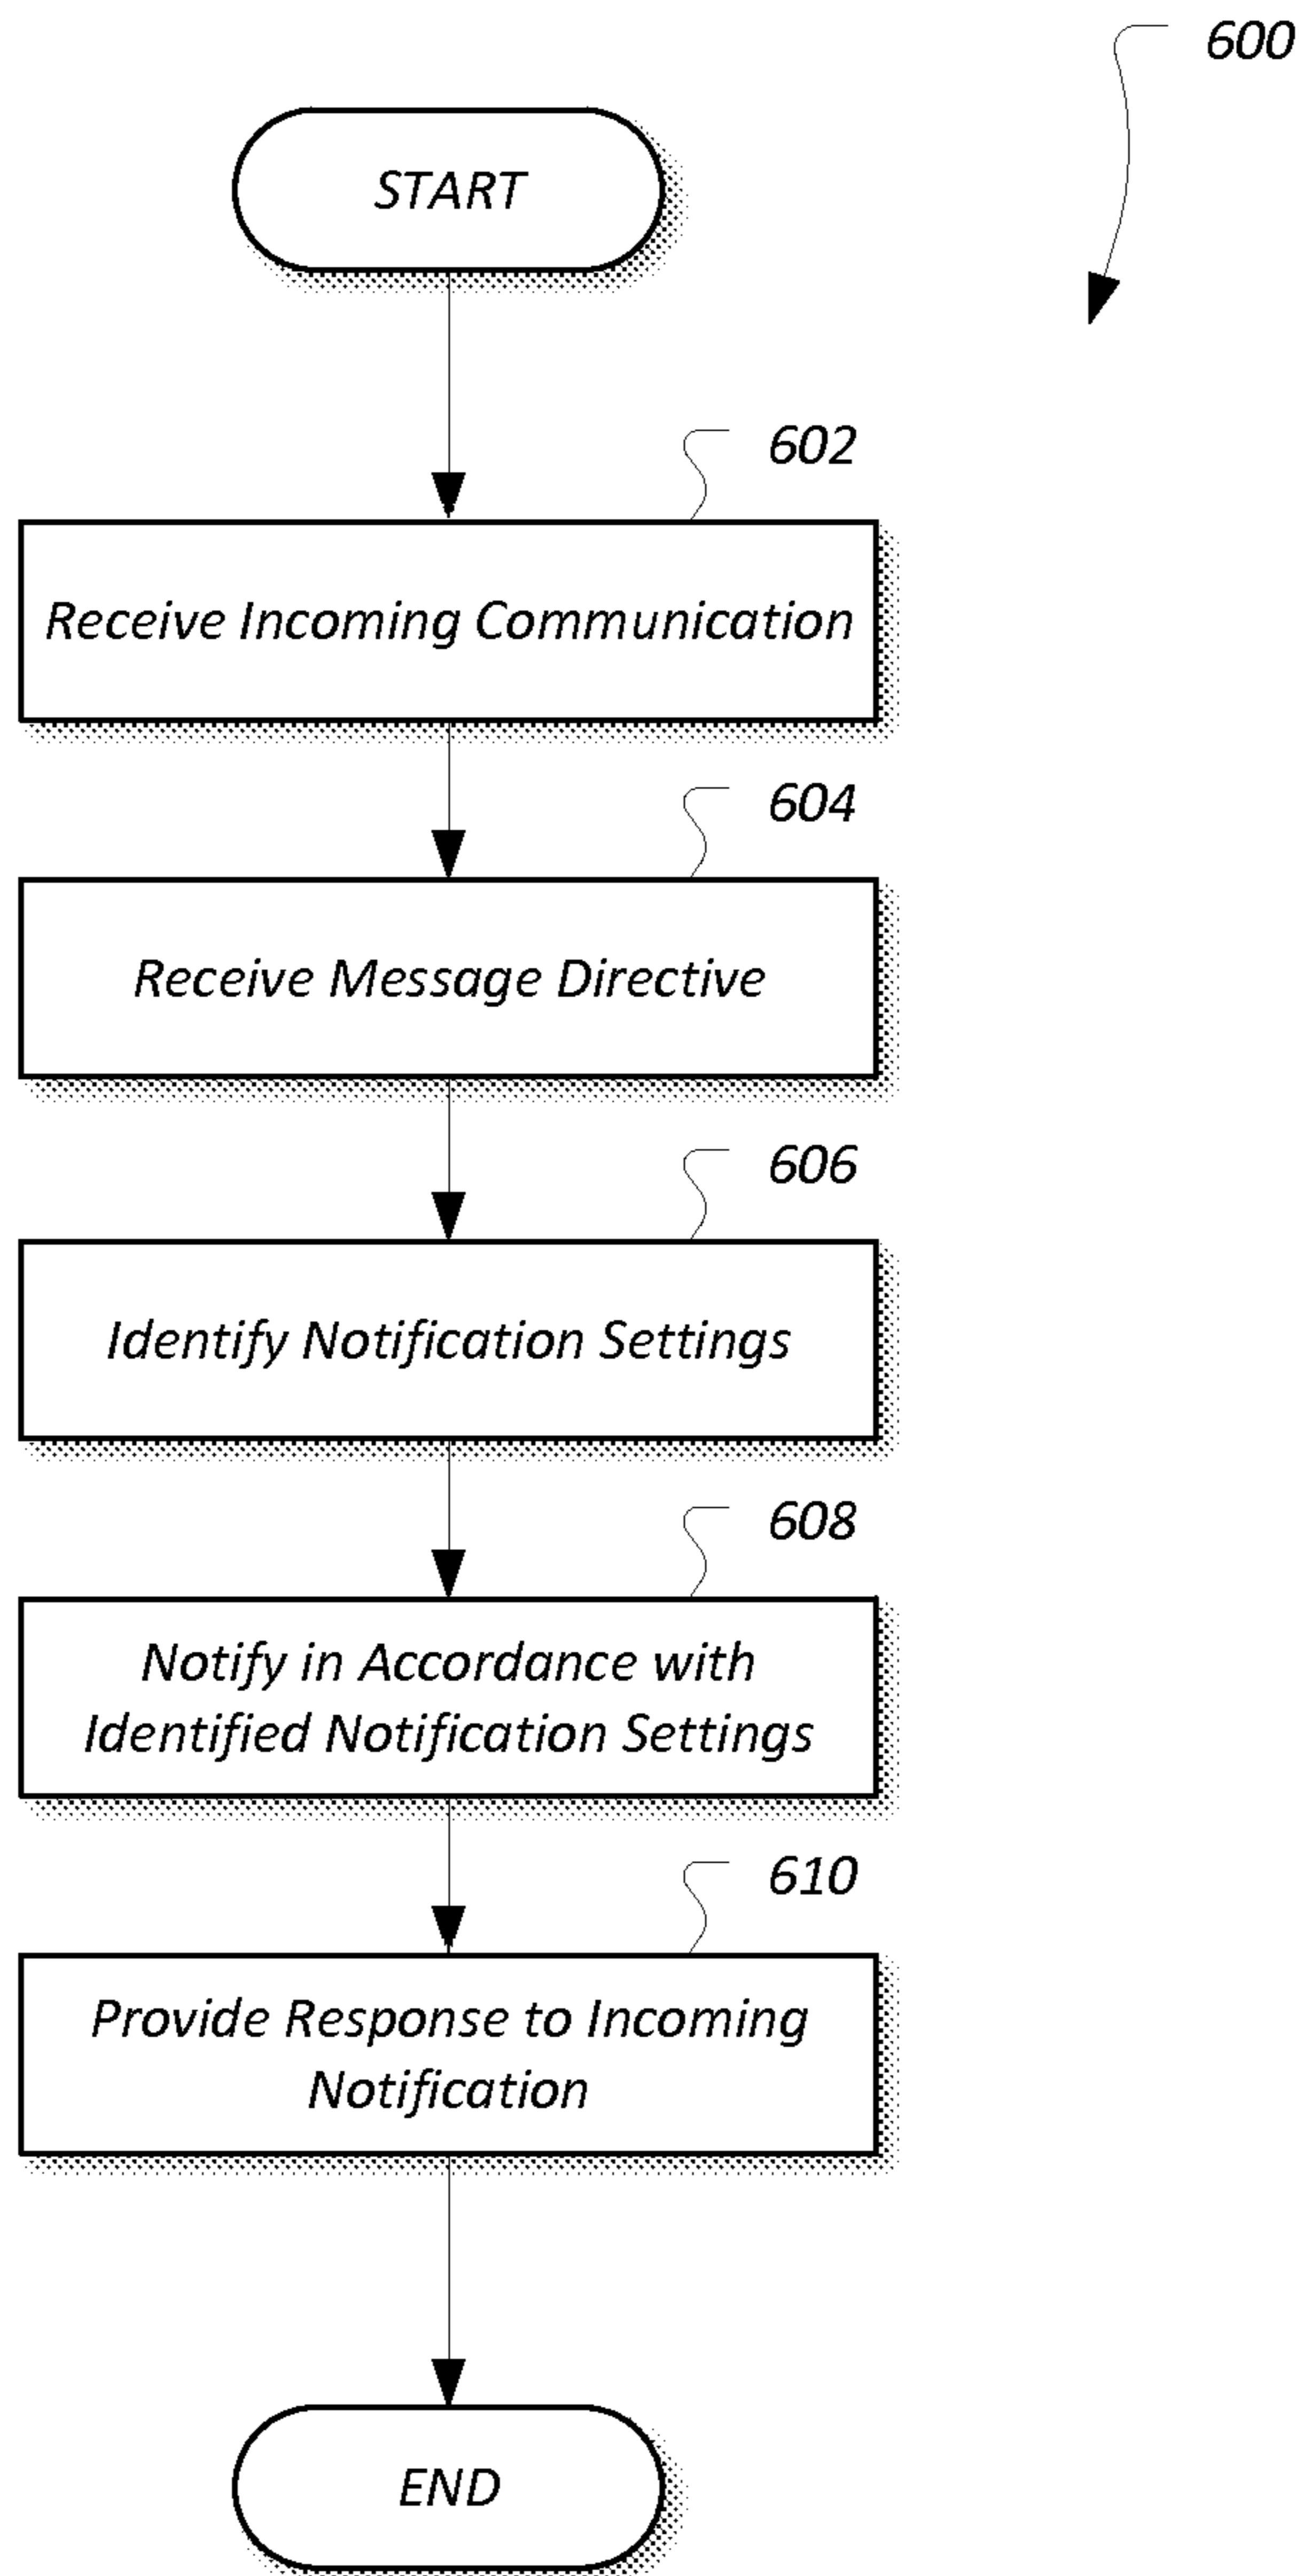 600
START
602
Receive Incoming Communication
604
Receive Message Directive
606
Identify Notification Settings
608
Notify in Accordance with
Identified Notification Settings
610
Provide Response to Incoming
Notification
END